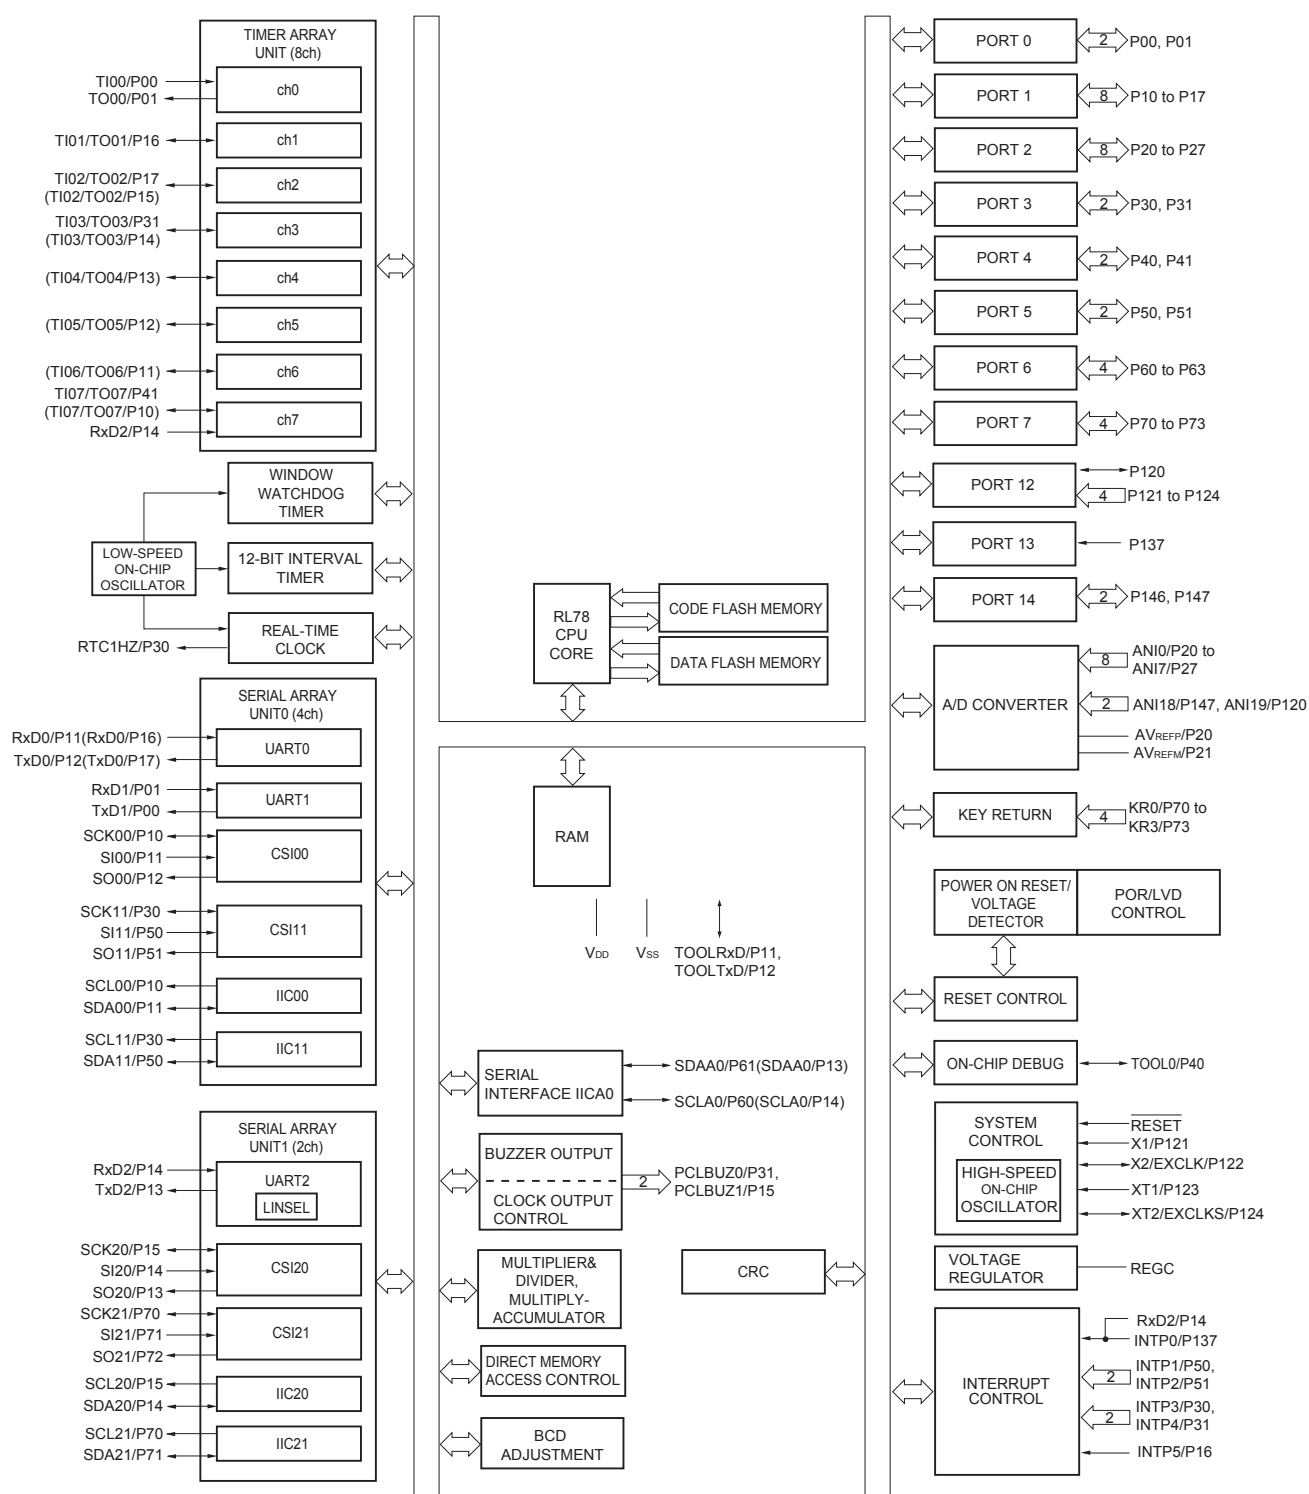 TIMER ARRAY
UNIT (8ch)
TI00/P00
TO00/P01
ch0
TI01/TO01/P16
ch1
TI02/TO02/P17
(TI02/TO02/P15)
ch2
TI03/TO03/P31
(TI03/TO03/P14)
ch3
(TI04/TO04/P13)
ch4
(TI05/TO05/P12)
ch5
(TI06/TO06/P11)
ch6
TI07/TO07/P41
(TI07/TO07/P10)
RxD2/P14
ch7
WINDOW
WATCHDOG
TIMER
LOW-SPEED
ON-CHIP
OSCILLATOR
12-BIT INTERVAL
TIMER
REAL-TIME
CLOCK
RTC1HZ/P30
SERIAL ARRAY
UNIT0 (4ch)
RxD0/P11(RxD0/P16)
TxD0/P12(TxD0/P17)
UART0
RxD1/P01
TxD1/P00
UART1
SCK00/P10
SI00/P11
SO00/P12
CSI00
SCK11/P30
SI11/P50
SO11/P51
CSI11
SCL00/P10
SDA00/P11
IIC00
SCL11/P30
SDA11/P50
IIC11
SERIAL ARRAY
UNIT1 (2ch)
RxD2/P14
TxD2/P13
UART2
LINSEL
SCK20/P15
SI20/P14
SO20/P13
CSI20
SCK21/P70
SI21/P71
SO21/P72
CSI21
SCL20/P15
SDA20/P14
IIC20
SCL21/P70
SDA21/P71
IIC21
RL78
CPU
CORE
CODE FLASH MEMORY
DATA FLASH MEMORY
RAM
VDD
VSS
TOOLRxD/P11,
TOOLTxD/P12
SERIAL
INTERFACE IICA0
SDAA0/P61(SDAA0/P13)
SCLA0/P60(SCLA0/P14)
BUZZER OUTPUT
CLOCK OUTPUT
CONTROL
2
PCLBUZ0/P31,
PCLBUZ1/P15
MULTIPLIER&
DIVIDER,
MULITIPLY-
ACCUMULATOR
CRC
DIRECT MEMORY
ACCESS CONTROL
BCD
ADJUSTMENT
PORT 0
2
P00, P01
PORT 1
8
P10 to P17
PORT 2
8
P20 to P27
PORT 3
2
P30, P31
PORT 4
2
P40, P41
PORT 5
2
P50, P51
PORT 6
4
P60 to P63
PORT 7
4
P70 to P73
PORT 12
P120
4
P121 to P124
PORT 13
P137
PORT 14
2
P146, P147
A/D CONVERTER
8
ANI0/P20 to
ANI7/P27
2
ANI18/P147, ANI19/P120
AVREFP/P20
AVREFM/P21
KEY RETURN
4
KR0/P70 to
KR3/P73
POWER ON RESET/
VOLTAGE
DETECTOR
POR/LVD
CONTROL
RESET CONTROL
ON-CHIP DEBUG
TOOL0/P40
SYSTEM
CONTROL
HIGH-SPEED
ON-CHIP
OSCILLATOR
RESET
X1/P121
X2/EXCLK/P122
XT1/P123
XT2/EXCLKS/P124
VOLTAGE
REGULATOR
REGC
INTERRUPT
CONTROL
RxD2/P14
INTP0/P137
2
INTP1/P50,
INTP2/P51
2
INTP3/P30,
INTP4/P31
INTP5/P16